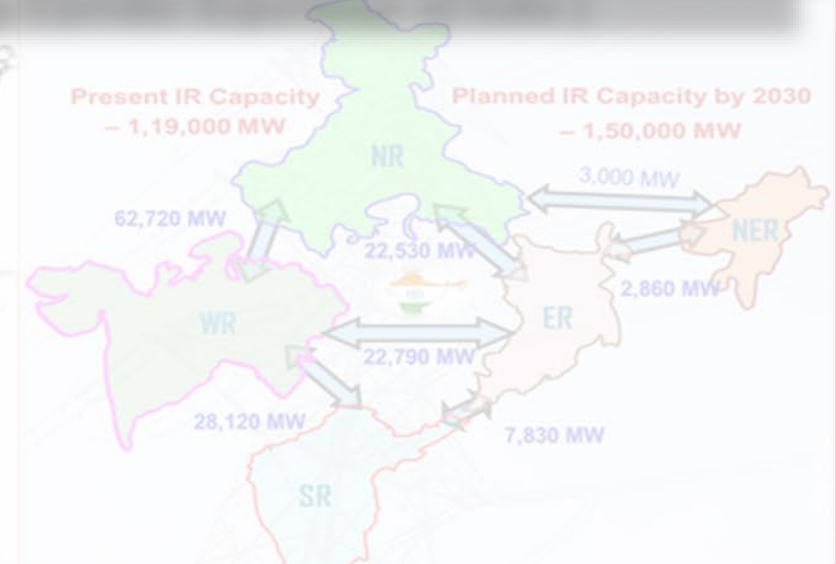 Present IR Capacity
– 1,19,000 MW
Planned IR Capacity by 2030
– 1,50,000 MW
NR
3,000 MW
62,720 MW
22,530 MW
NER
2,860 MW
WR
ER
22,790 MW
28,120 MW
7,830 MW
SR